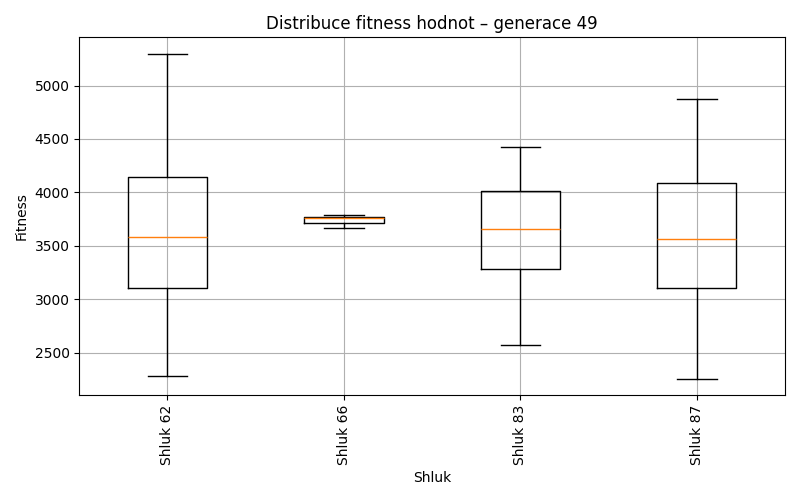 Distribuce fitness hodnot – generace 49
Fitness
5000
4500
4000
3500
3000
2500
Shluk 62
Shluk 66
Shluk 83
Shluk 87
Shluk